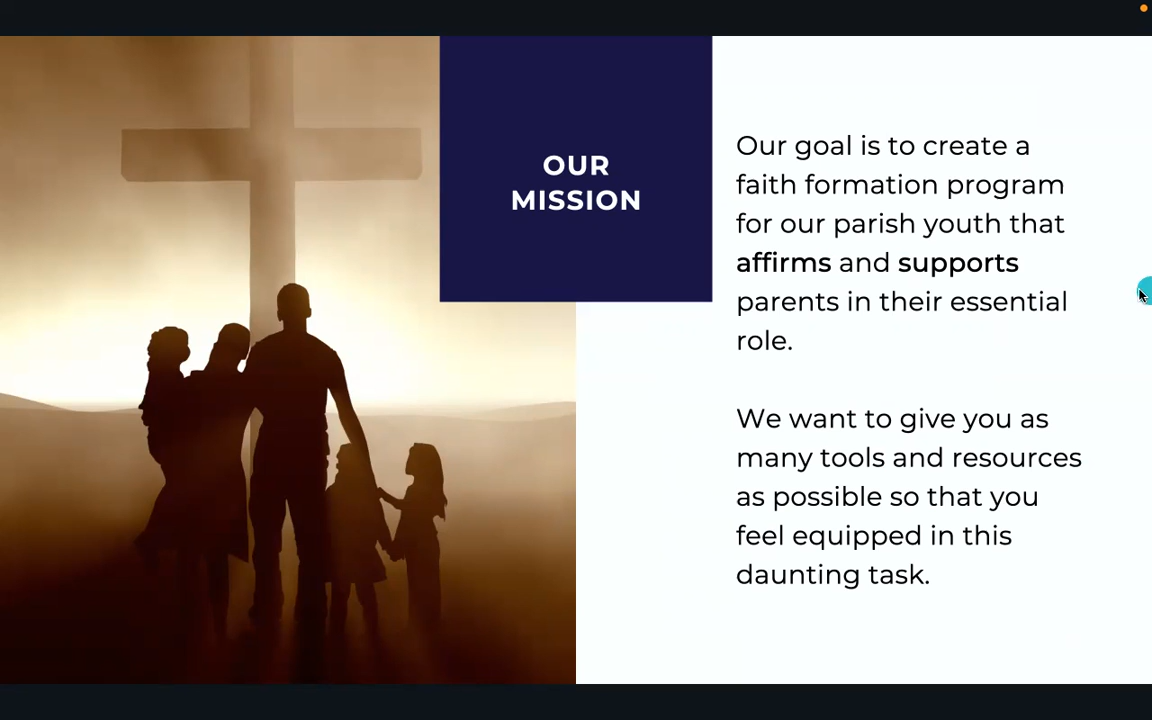 OUR
MISSION
Our goal is to create a
faith formation program
for our parish youth that
affirms and supports
parents in their essential
role.
We want to give you as
many tools and resources
as possible so that you
feel equipped in this
daunting task.